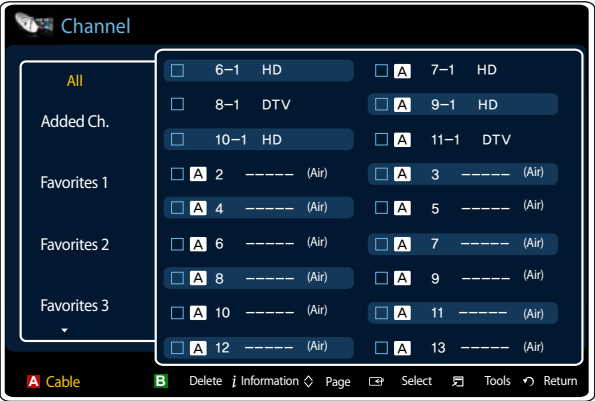 Channel
All
Added Ch.
Favorites 1
Favorites 2
Favorites 3
6−1 HD A 7−1 HD
8−1 DTV A 9−1 HD
10−1 HD A 11−1 DTV
A 2 −−−−− (Air) A 3 −−−−− (Air)
A 4 −−−−− (Air) A 5 −−−−− (Air)
A 6 −−−−− (Air) A 7 −−−−− (Air)
A 8 −−−−− (Air) A 9 −−−−− (Air)
A 10 −−−−− (Air) A 11 −−−−− (Air)
A 12 −−−−− (Air) A 13 −−−−− (Air)
A Cable B Delete i Information Page Select Tools Return